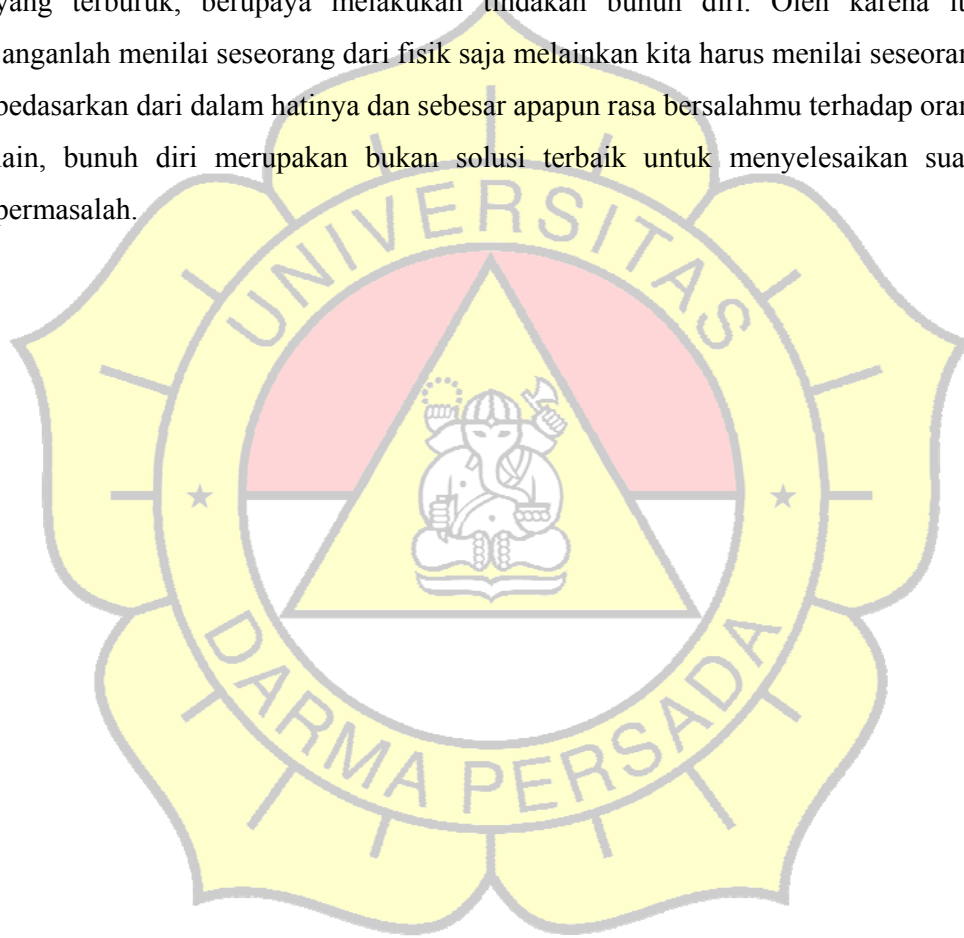 yang terburuk, berupaya melakukan tindakan bunuh diri. Oleh karena it
anganlah menilai seseorang dari fisik saja melainkan kita harus menilai seseoran
bedasarkan dari dalam hatinya dan sebesar apapun rasa bersalahmu terhadap oran
lain, bunuh diri merupakan bukan solusi terbaik untuk menyelesaikan sua
permasalah.
UNIVERSITAS
DARMA PERSADA